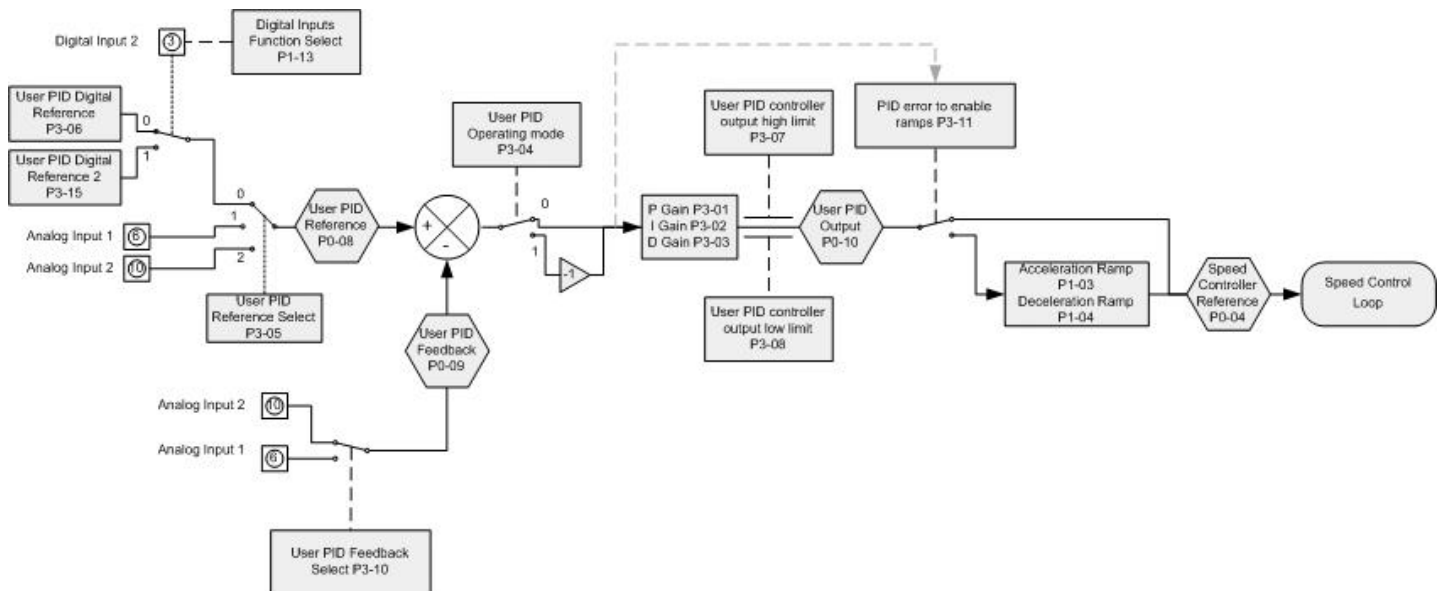 Digital Input 2
3
Digital Inputs
Function Select
P1-13
User PID Digital
Reference
P3-06
0
1
User PID Digital
Reference 2
P3-15
0
1
2
Analog Input 1
6
Analog Input 2
10
User PID
Reference
P0-08
User PID
Reference Select
P3-05
+
-
User PID
Feedback
P0-09
Analog Input 2
10
Analog Input 1
6
User PID Feedback
Select P3-10
User PID
Operating mode
P3-04
0
1
-1
P Gain P3-01
I Gain P3-02
D Gain P3-03
User PID controller
output high limit
P3-07
User PID controller
output low limit
P3-08
User PID
Output
P0-10
PID error to enable
ramps P3-11
Acceleration Ramp
P1-03
Deceleration Ramp
P1-04
Speed
Controller
Reference
P0-04
Speed Control
Loop